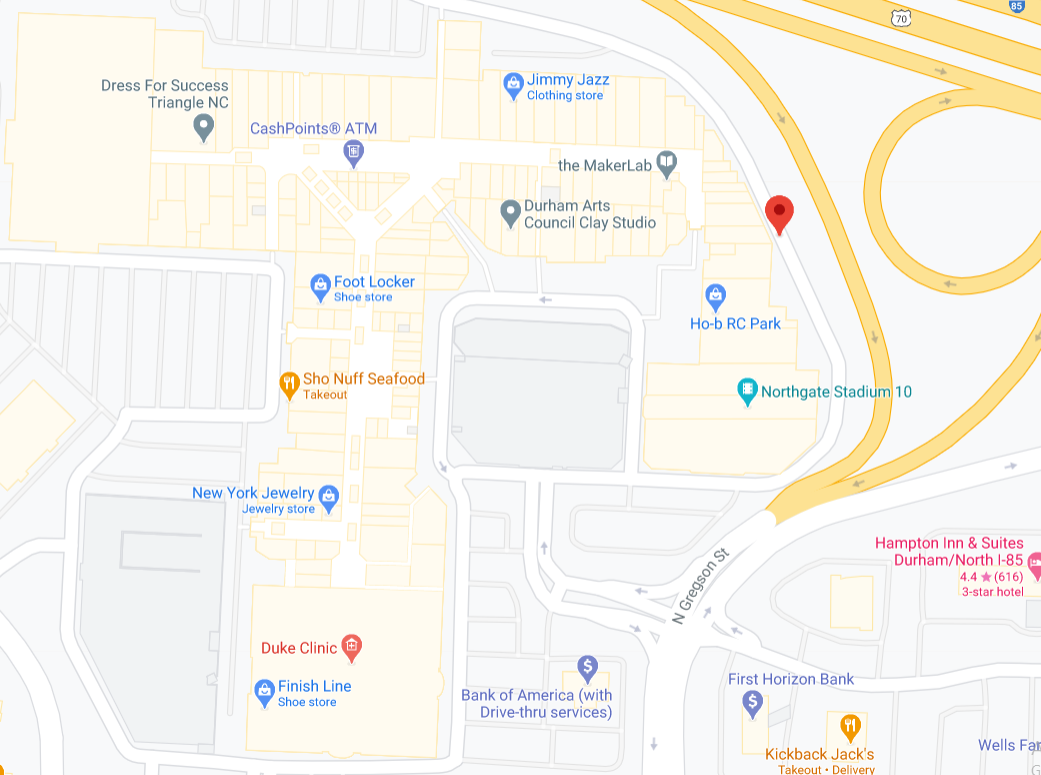 85
70
Jimmy Jazz
Clothing store
Dress For Success
Triangle NC
CashPoints® ATM
the MakerLab
Durham Arts
Council Clay Studio
Foot Locker
Shoe store
Ho-b RC Park
Sho Nuff Seafood
Takeout
Northgate Stadium 10
New York Jewelry
Jewelry store
Hampton Inn & Suites
Durham/North I-85
4.4 ★ (616)
3-star hotel
N Gregson St
Duke Clinic
Finish Line
Shoe store
Bank of America (with
Drive-thru services)
First Horizon Bank
Kickback Jack's
Takeout • Delivery
Wells Far